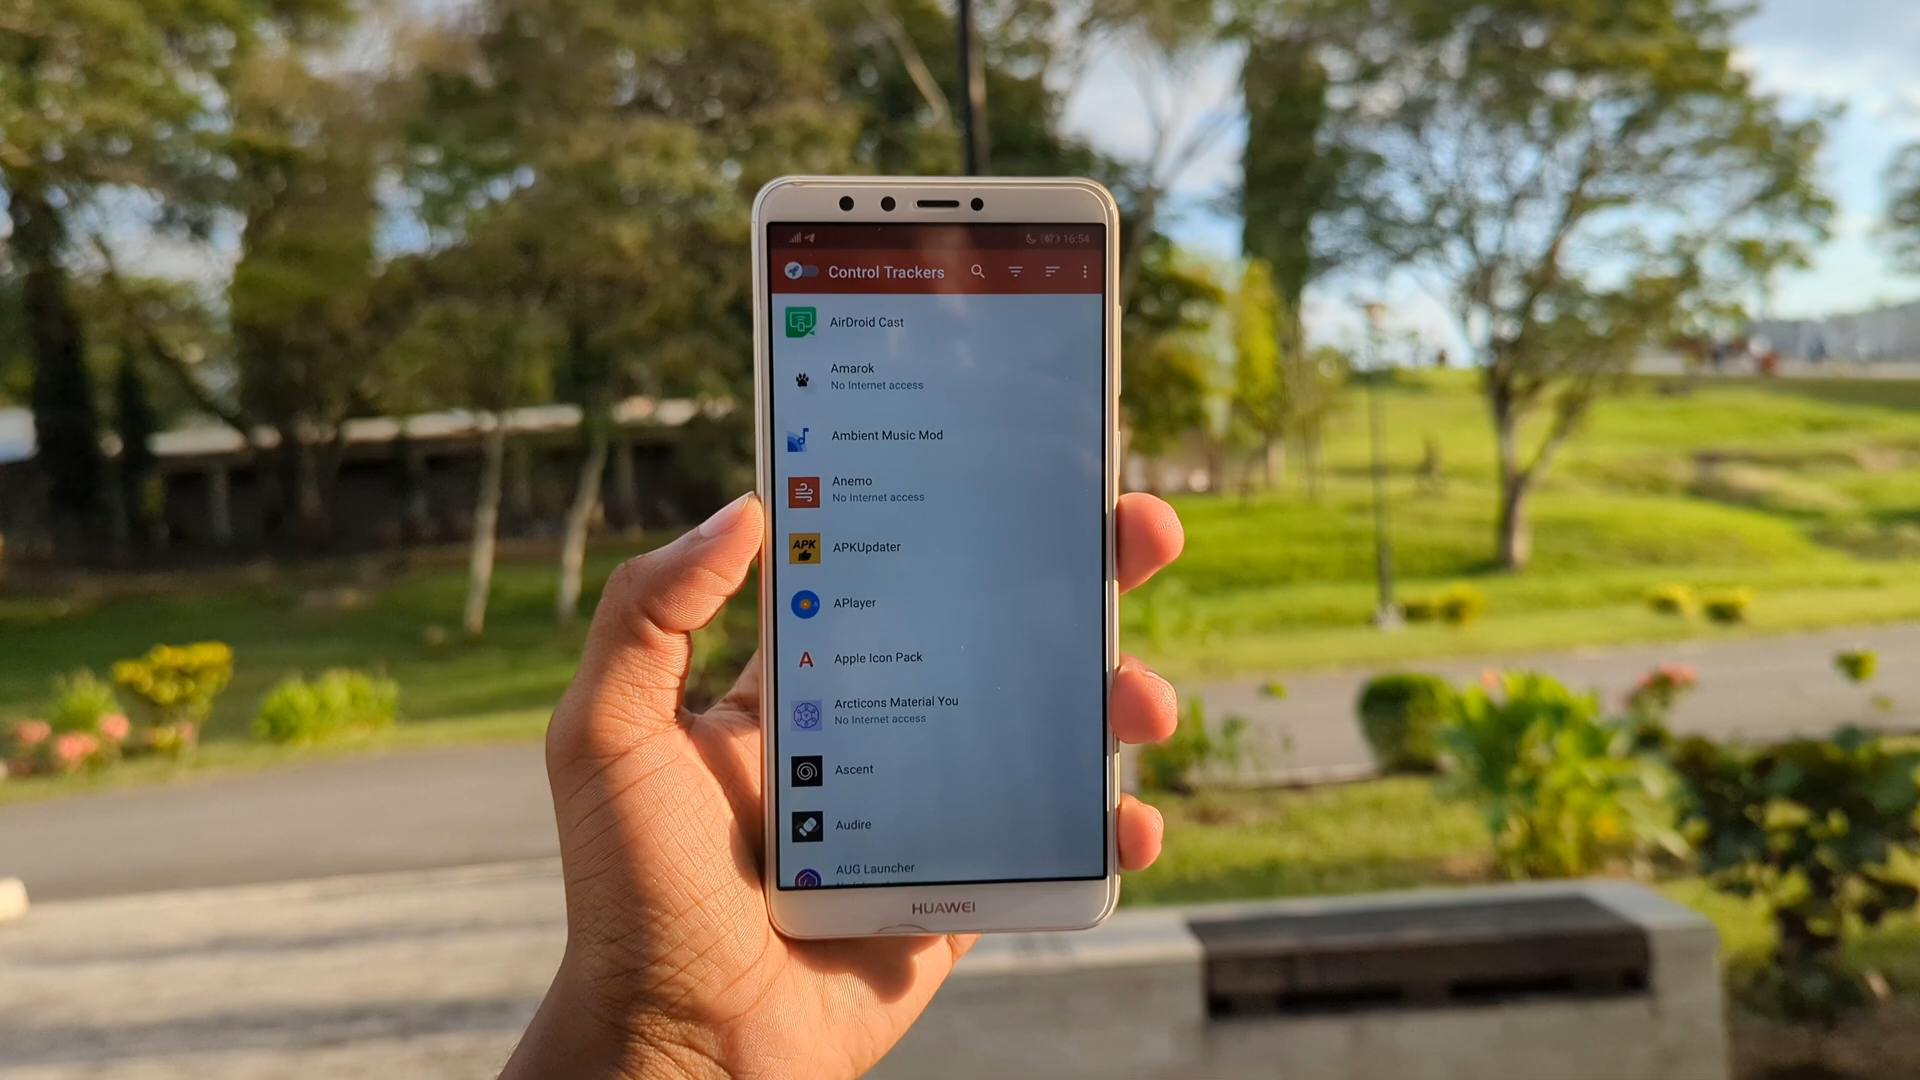 67 16:54
Control Trackers
AirDroid Cast
Amarok
No Internet access
Ambient Music Mod
Anemo
No Internet access
APK
APKUpdater
APlayer
A Apple Icon Pack
Arcticons Material You
No Internet access
Ascent
Audire
AUG Launcher
HUAWEI